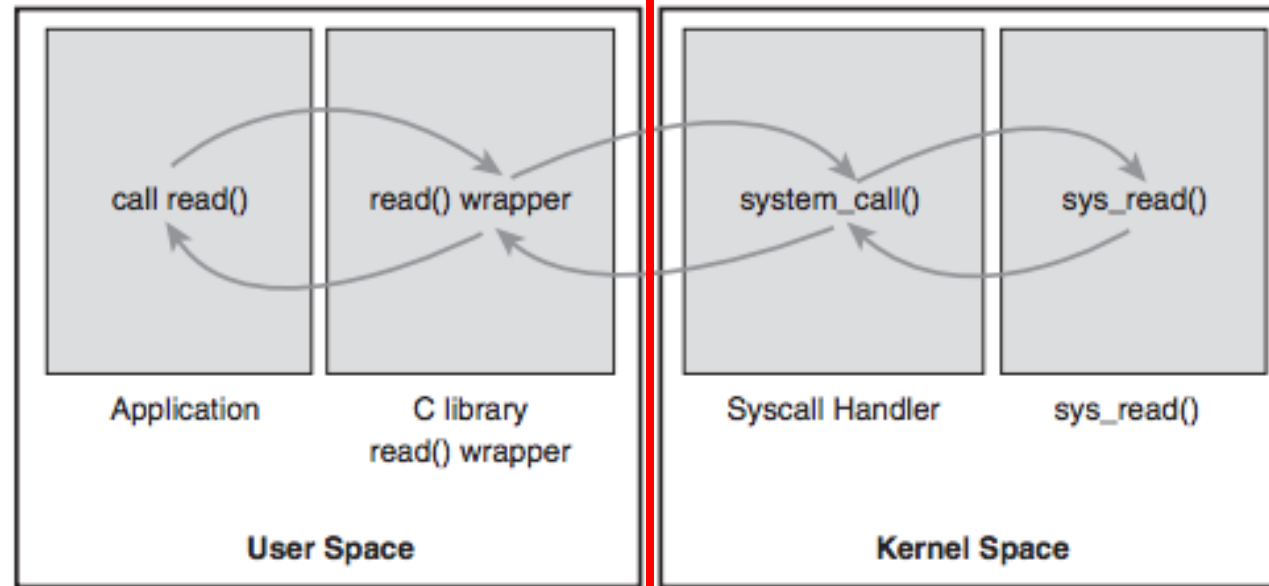 call read()
read() wrapper
system_call()
sys_read()
Application
C library
read() wrapper
Syscall Handler
sys_read()
User Space
Kernel Space